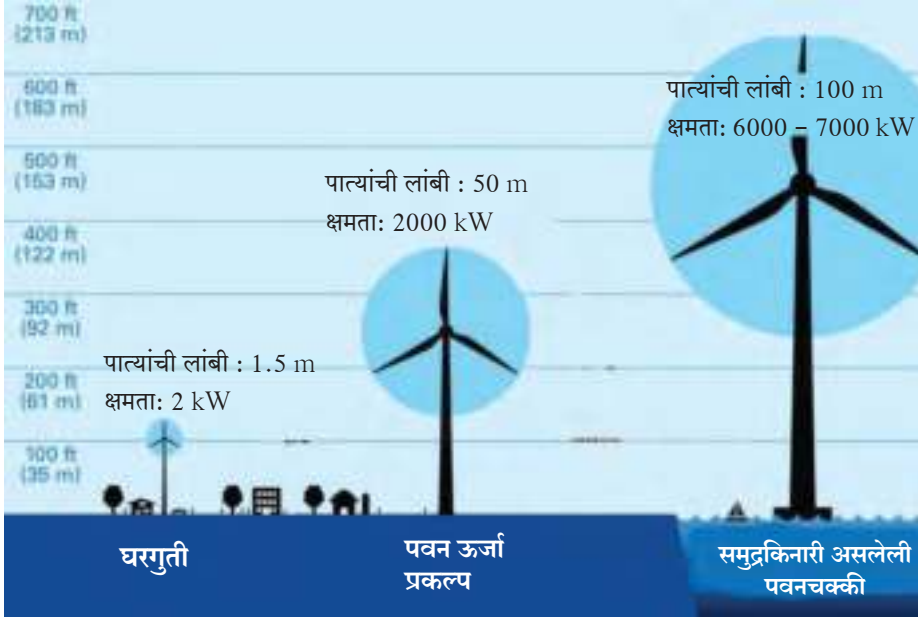 700 ft
(213 m)
600 ft
(183 m)
500 ft
(153 m)
400 ft
(122 m)
300 ft
(92 m)
200 ft
(61 m)
100 ft
(35 m)
पात्यांची लांबी : 1.5 m
क्षमता: 2 kW
घरगुती
पात्यांची लांबी : 50 m
क्षमता: 2000 kW
पवन ऊर्जा
प्रकल्प
पात्यांची लांबी : 100 m
क्षमता: 6000 – 7000 kW
समुद्रकिनारी असलेली
पवनचक्की